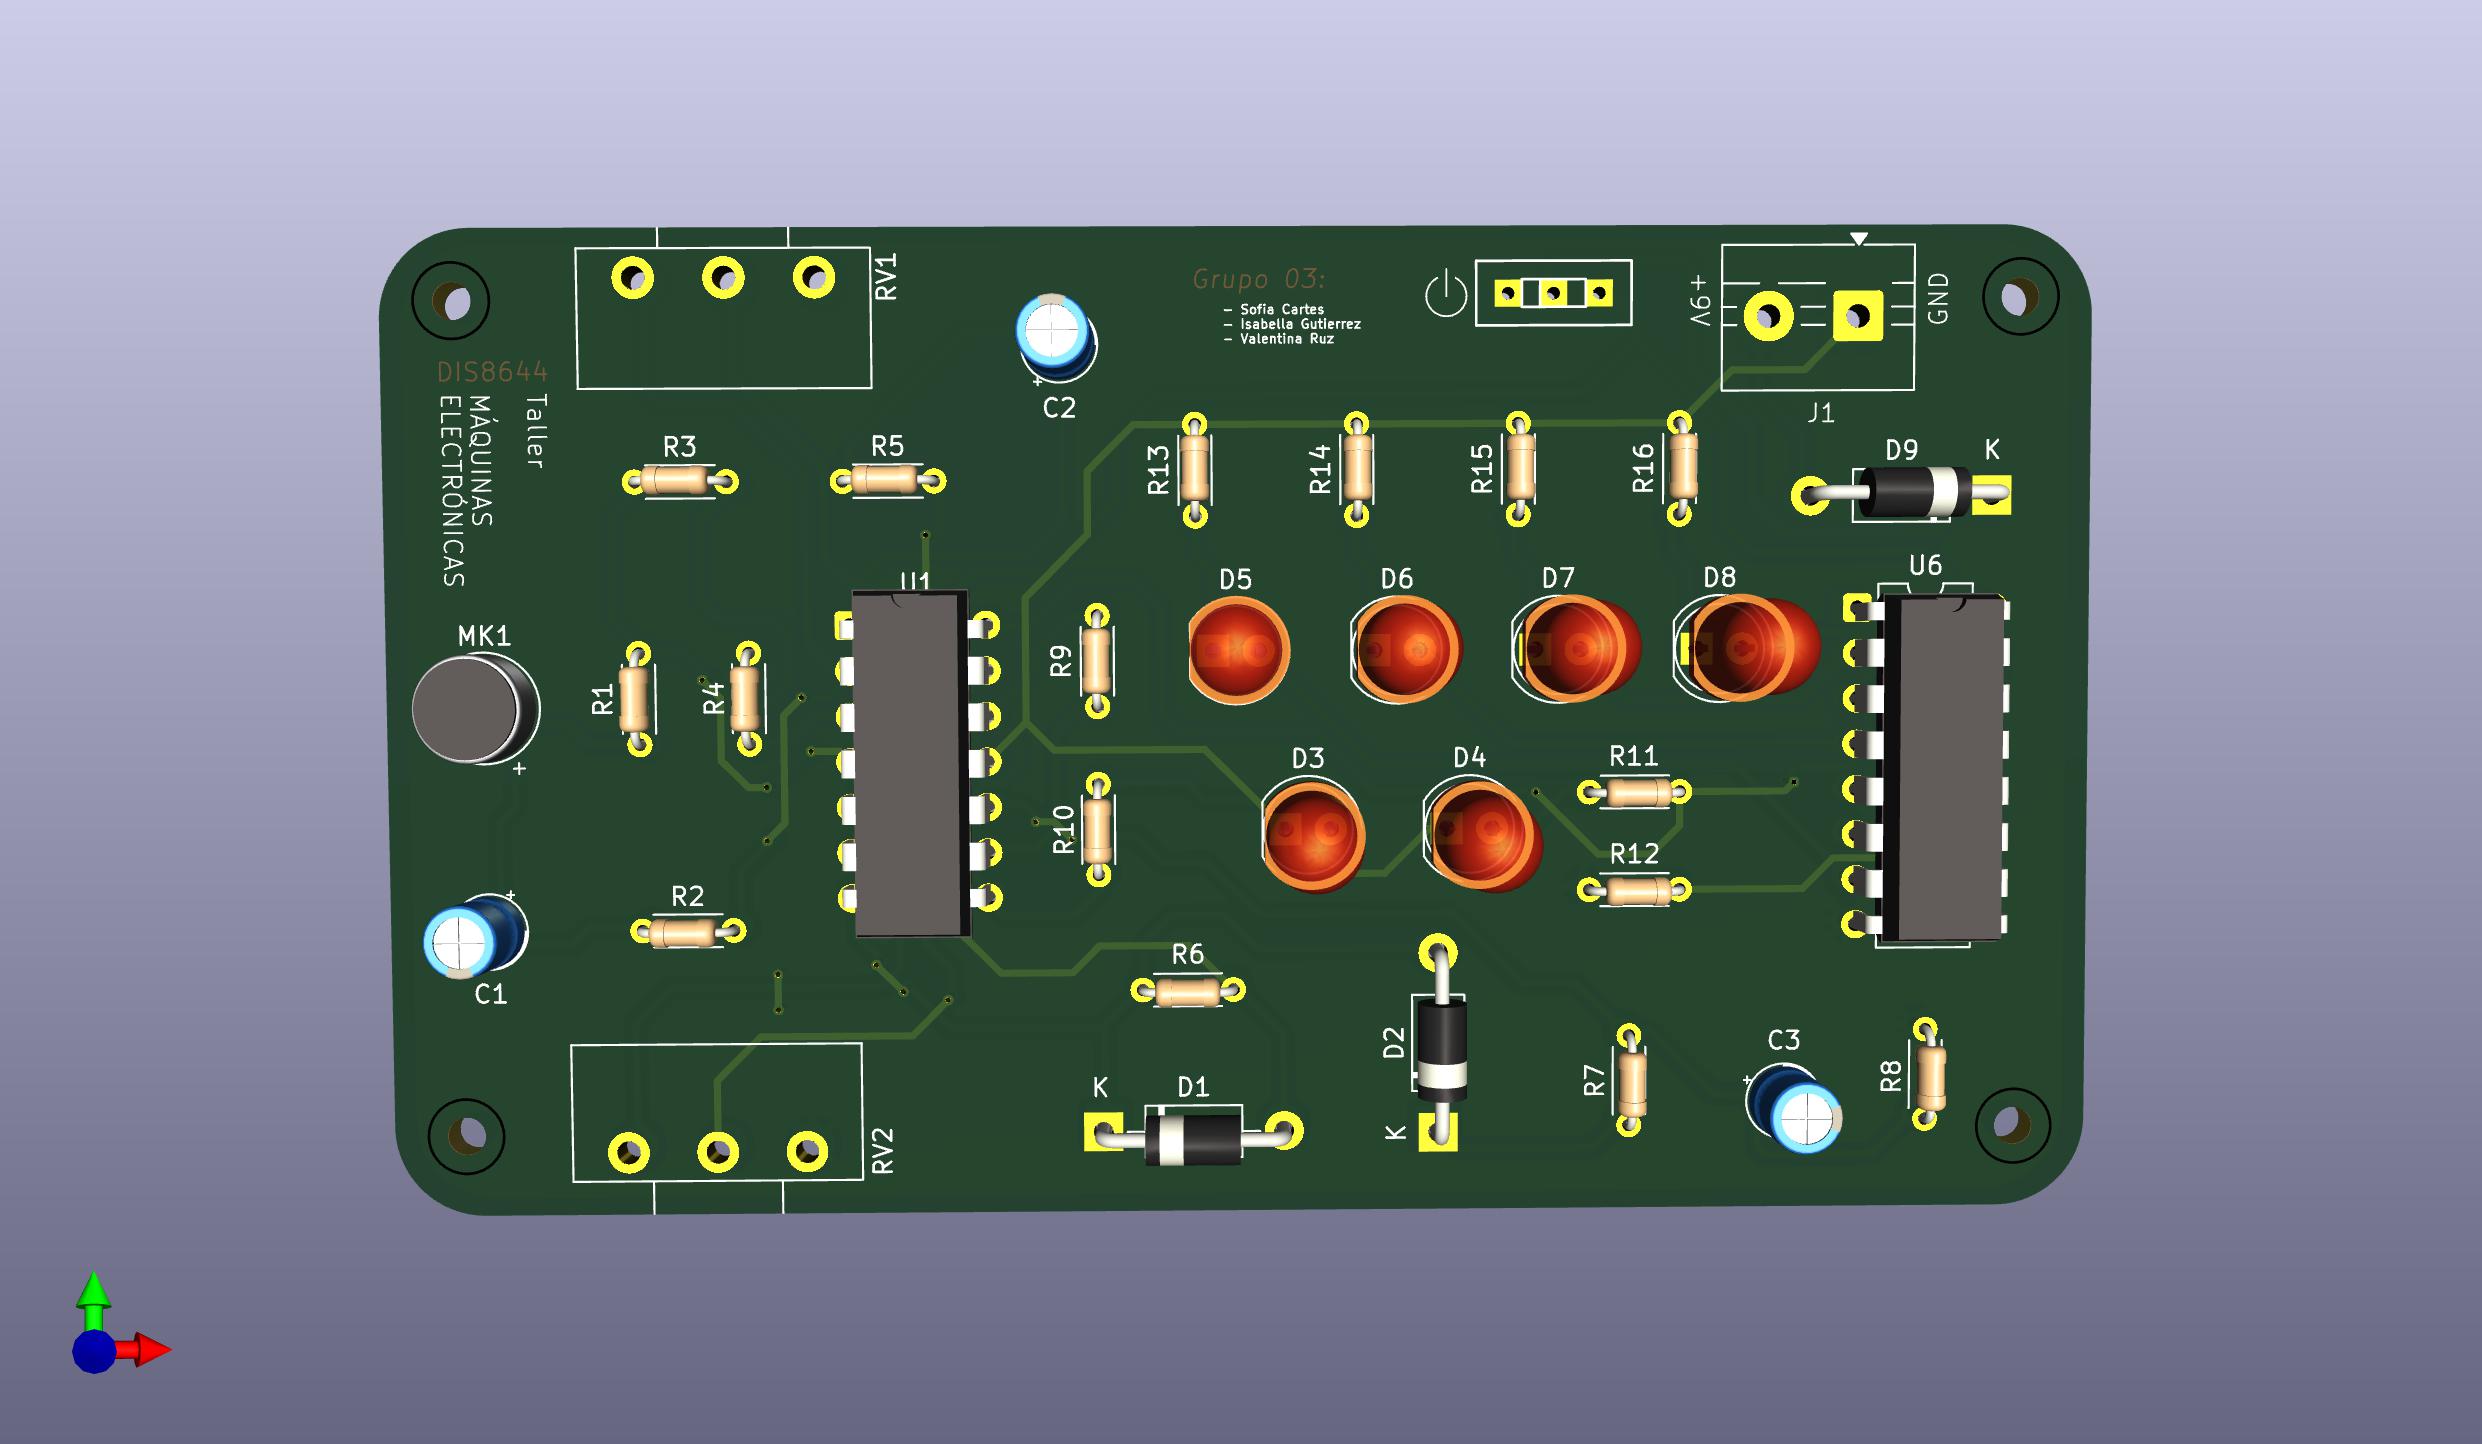 RV1
Grupo 03:
- Sofia Cartes
- Isabella Gutierrez
- Valentina Ruz
+9V
GND
J1
DIS8644
Taller
MÁQUINAS
ELECTRÓNICAS
C2
+
R3
R5
R13
R14
R15
R16
D9
K
U1
D5
D6
D7
D8
U6
MK1
+
R1
R4
R9
D3
D4
R11
R10
R12
R2
C1
+
R6
D2
K
K
D1
R7
C3
+
R8
RV2